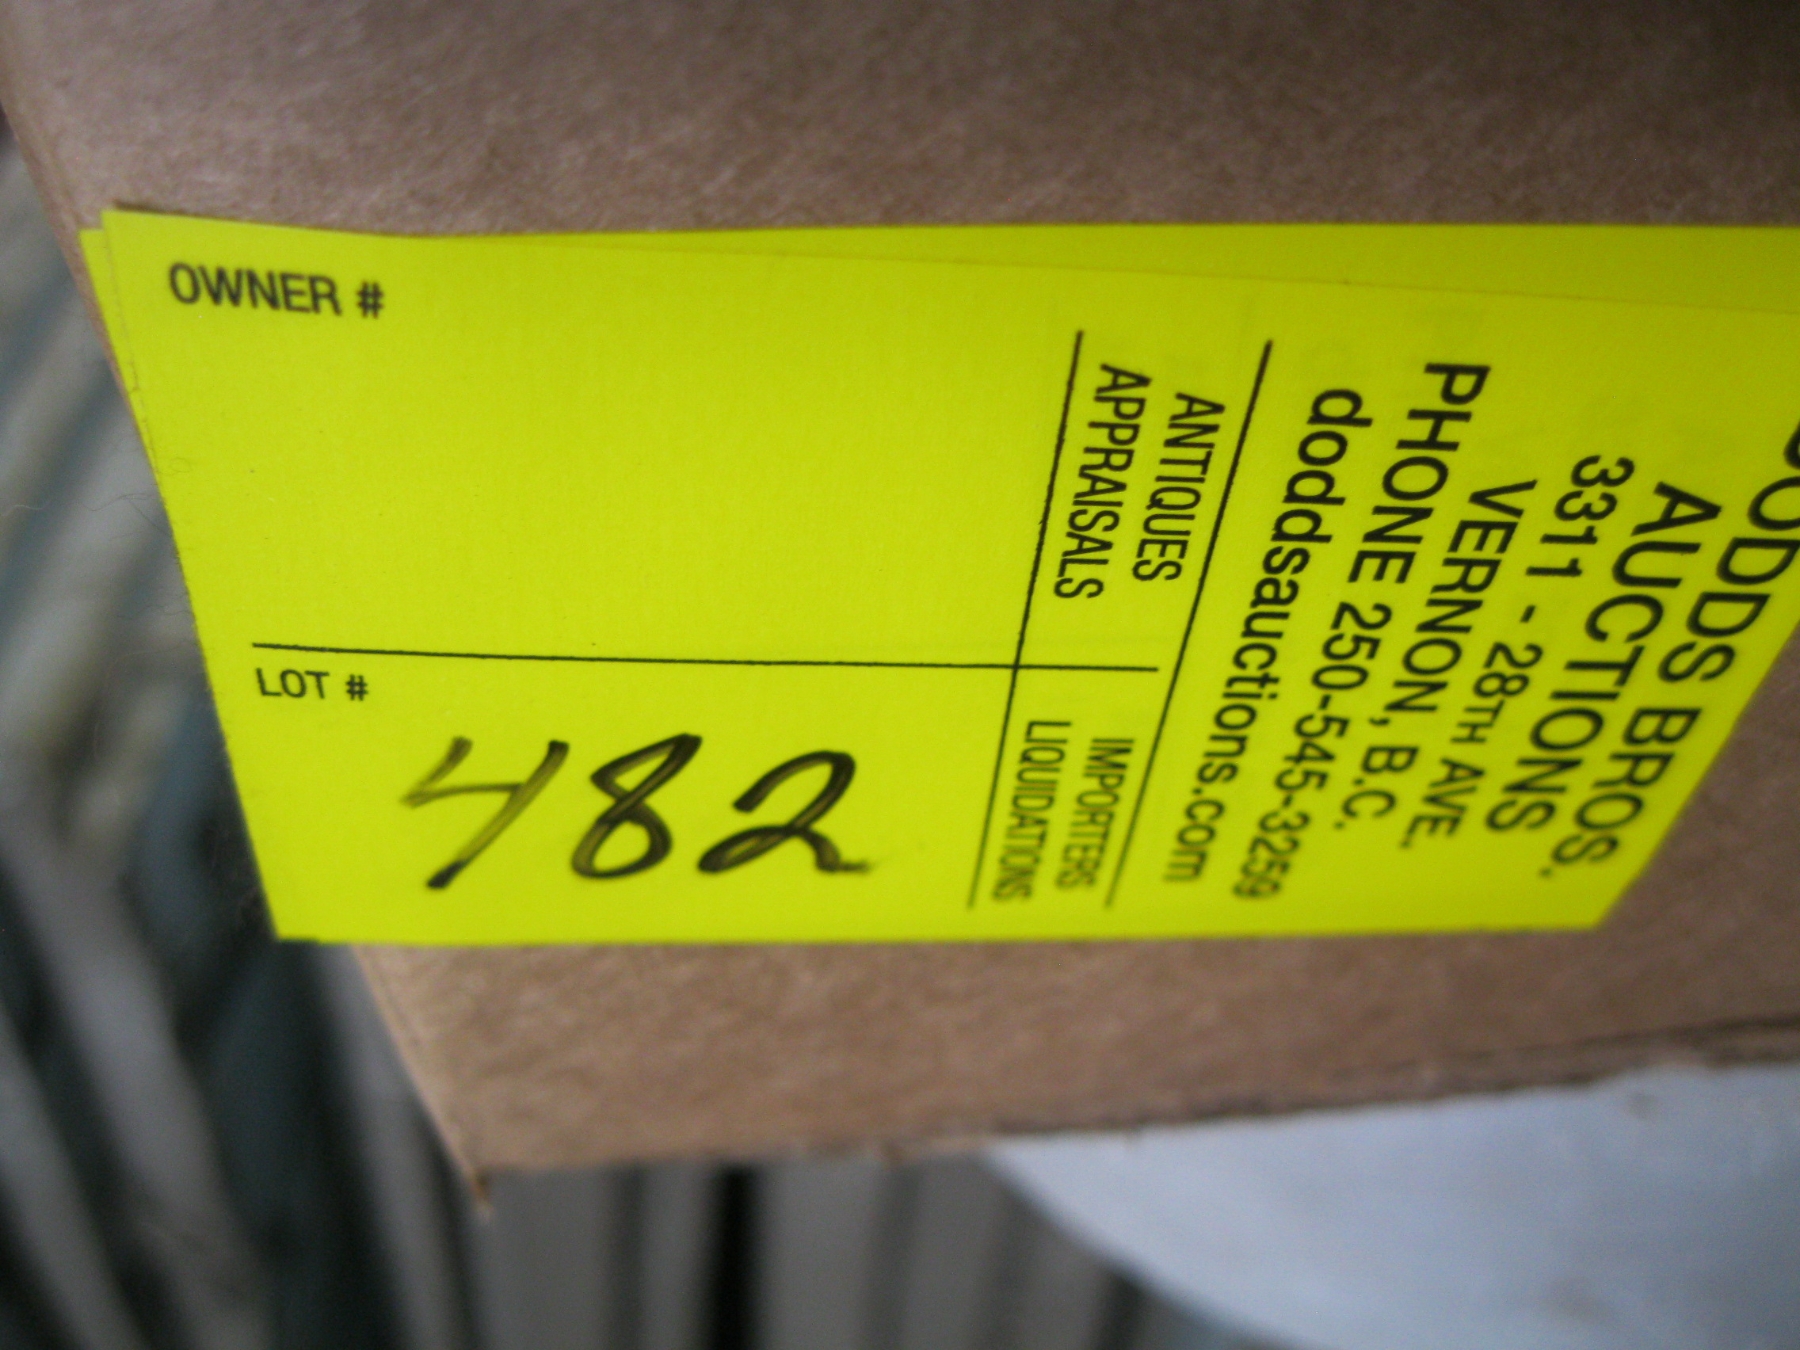 DODDS BROS.
AUCTIONS
3311 - 28TH AVE.
VERNON, B.C.
PHONE 250-545-3259
doddsauctions.com
ANTIQUES IMPORTERS
APPRAISALS LIQUIDATIONS
OWNER #
LOT # 482